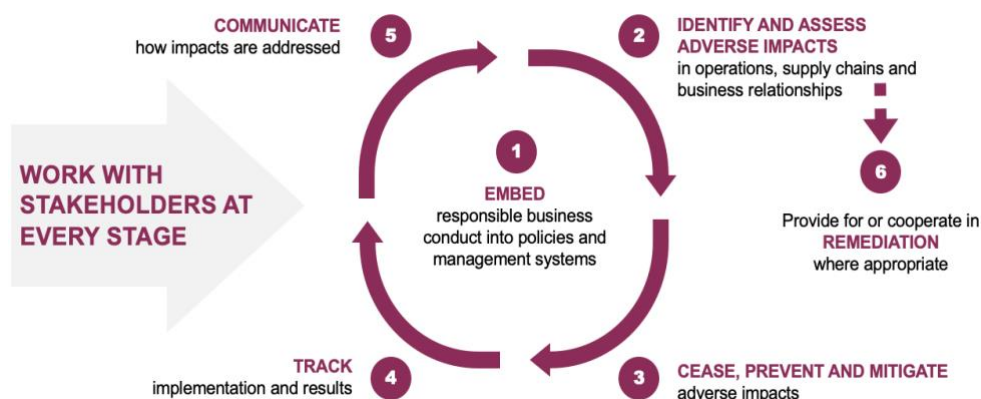 WORK WITH
STAKEHOLDERS AT
EVERY STAGE
1
EMBED
responsible business
conduct into policies and
management systems
2
IDENTIFY AND ASSESS
ADVERSE IMPACTS
in operations, supply chains and
business relationships
3
CEASE, PREVENT AND MITIGATE
adverse impacts
4
TRACK
implementation and results
5
COMMUNICATE
how impacts are addressed
6
Provide for or cooperate in
REMEDIATION
where appropriate